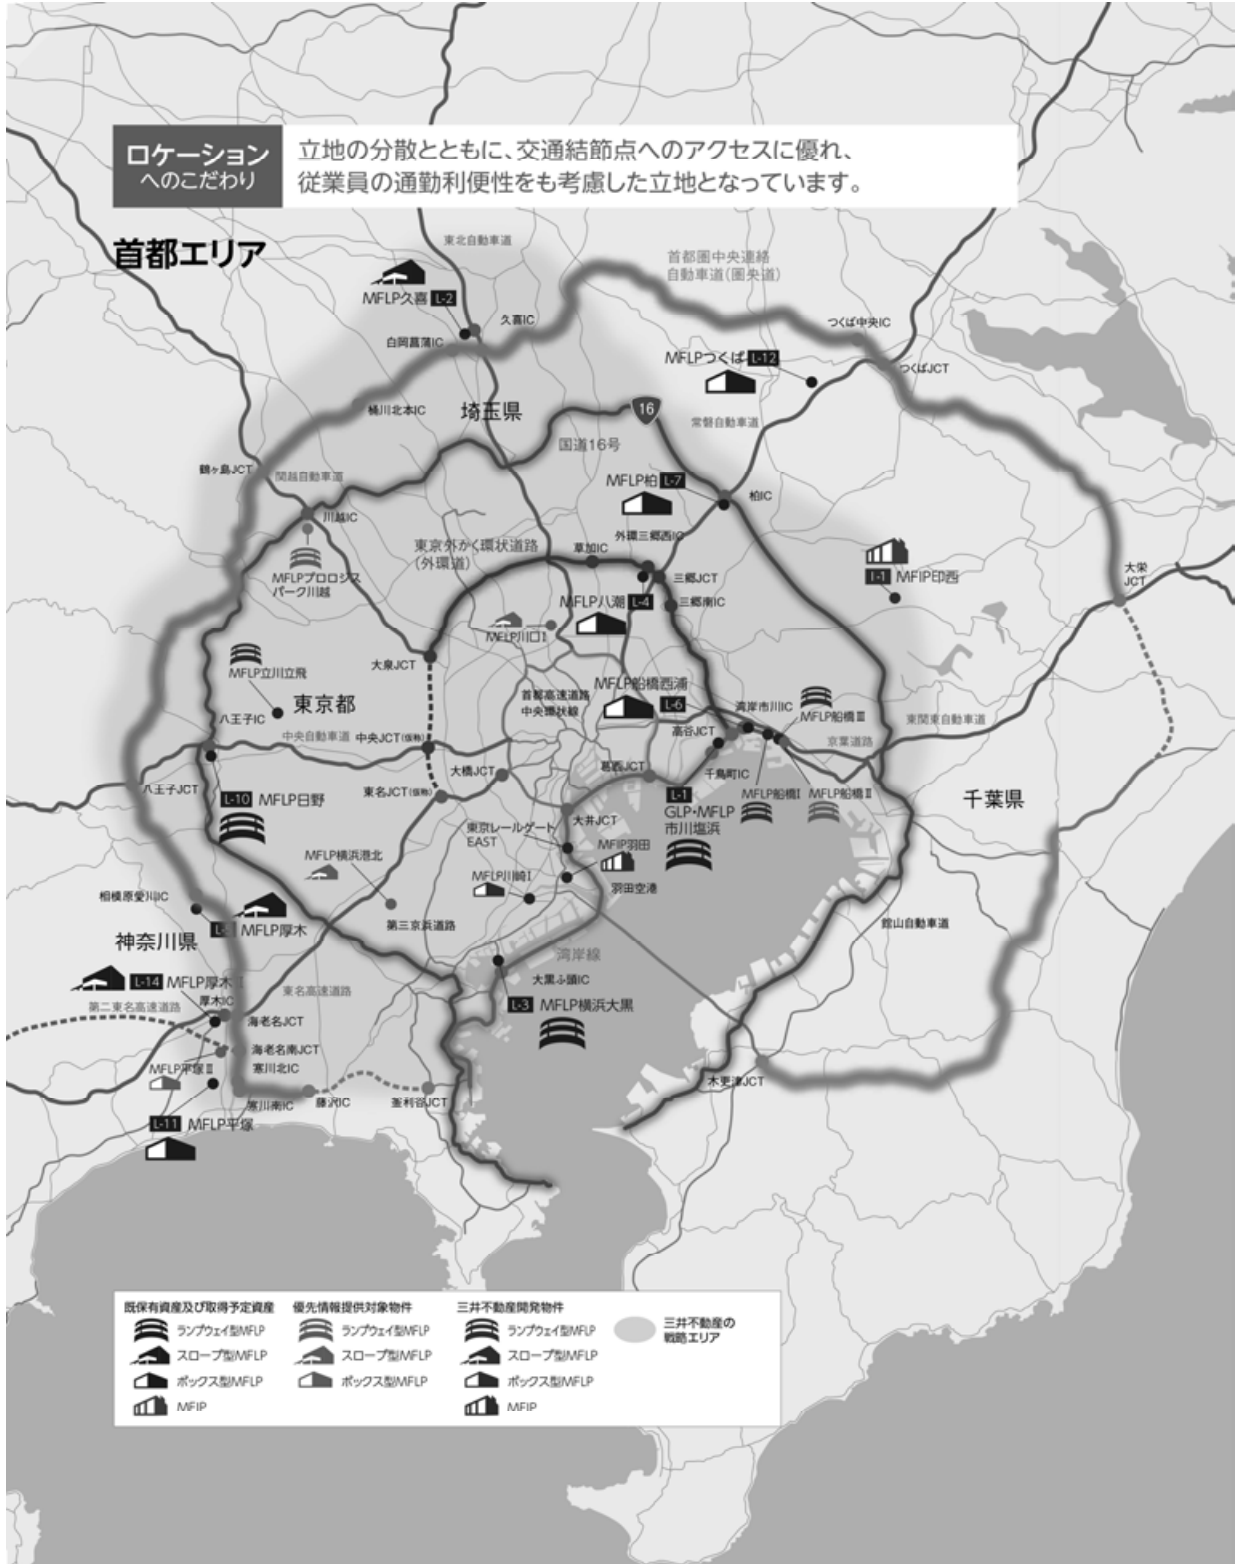 ロケーション
へのこだわり
立地の分散とともに、交通結節点へのアクセスに優れ、
従業員の通勤利便性をも考慮した立地となっています。
首都エリア
東北自動車道
首都圏中央連絡
自動車道(圏央道)
MFLP久喜 L-2
久喜IC
白岡菖蒲IC
つくば中央IC
MFLPつくば L-12
つくばJCT
桶川北本IC
埼玉県
16
国道16号
常磐自動車道
鶴ヶ島JCT
関越自動車道
MFLP柏 L-7
柏IC
川越IC
外環三郷西IC
東京外かく環状道路
(外環道)
草加IC
MFLPプロロジス
パーク川越
三郷JCT
I-1 MFIP印西
大栄
JCT
MFLP八潮 L-4
三郷南IC
MFLP川口Ⅰ
大泉JCT
MFLP立川立飛
東京都
首都高速道路
中央環状線
MFLP船橋西浦
L-6
湾岸市川IC
MFLP船橋Ⅲ
八王子IC
中央自動車道
中央JCT(仮称)
高谷JCT
東関東自動車道
京葉道路
大橋JCT
葛西JCT
千鳥町IC
八王子JCT
東名JCT(仮称)
L-10 MFLP日野
L-1
GLP・MFLP
市川塩浜
MFLP船橋Ⅰ
MFLP船橋Ⅱ
千葉県
大井JCT
東京レールゲート
EAST
MFIP羽田
MFLP横浜港北
MFLP川崎Ⅰ
羽田空港
相模原愛川IC
第三京浜道路
館山自動車道
MFLP厚木
神奈川県
湾岸線
大黒ふ頭IC
L-14 MFLP厚木Ⅱ
東名高速道路
第二東名高速道路
厚木IC
L-3 MFLP横浜大黒
海老名JCT
海老名南JCT
MFLP平塚Ⅱ
寒川北IC
木更津JCT
寒川南IC
藤沢IC
釜利谷JCT
L-11 MFLP平塚
既保有資産及び取得予定資産
ランプウェイ型MFLP
スロープ型MFLP
ボックス型MFLP
MFIP
優先情報提供対象物件
ランプウェイ型MFLP
スロープ型MFLP
ボックス型MFLP
三井不動産開発物件
ランプウェイ型MFLP
スロープ型MFLP
ボックス型MFLP
MFIP
三井不動産の
戦略エリア